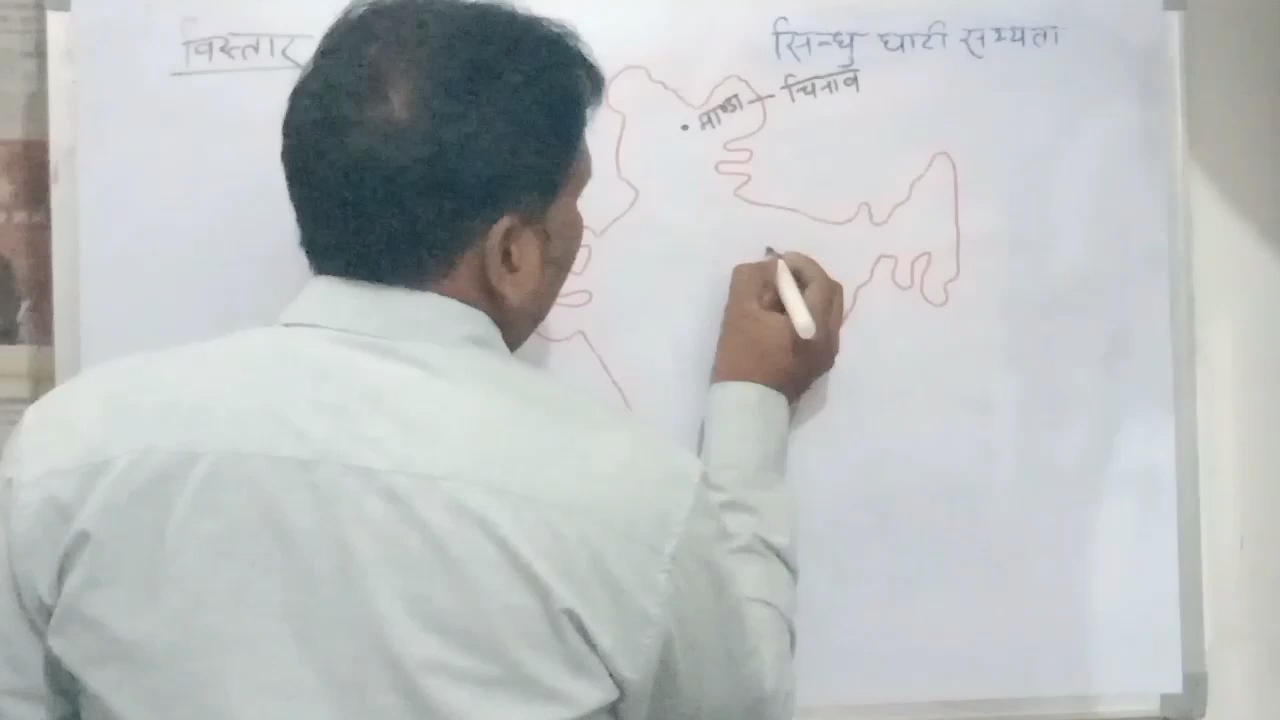 विस्तार
सिन्धु घाटी सभ्यता
• माण्डा — चिनाव